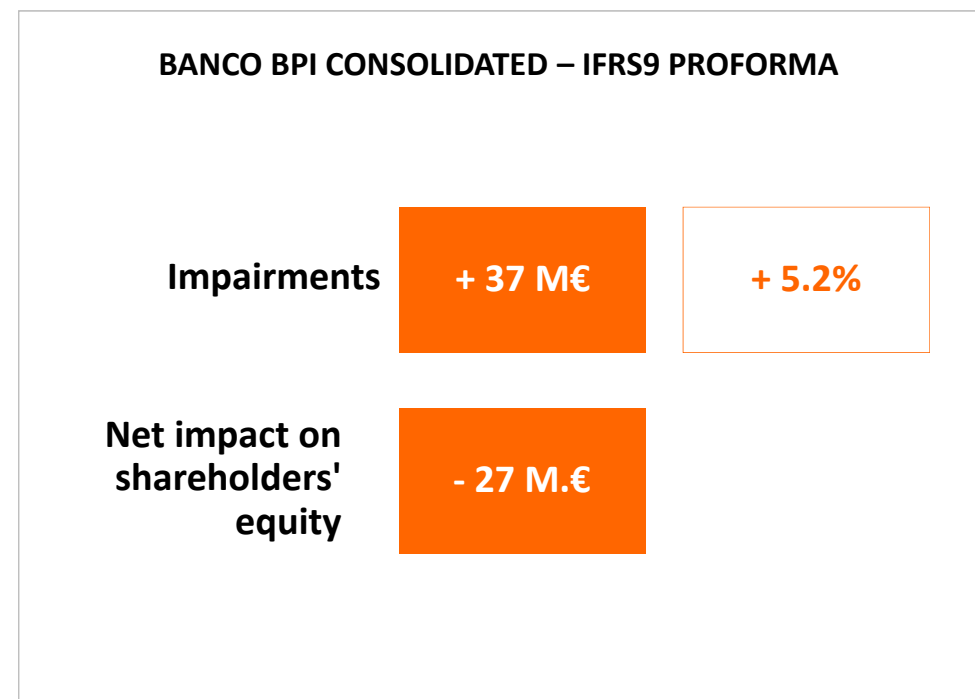 BANCO BPI CONSOLIDATED – IFRS9 PROFORMA
Impairments
+ 37 M€
+ 5.2%
Net impact on
shareholders'
equity
- 27 M.€